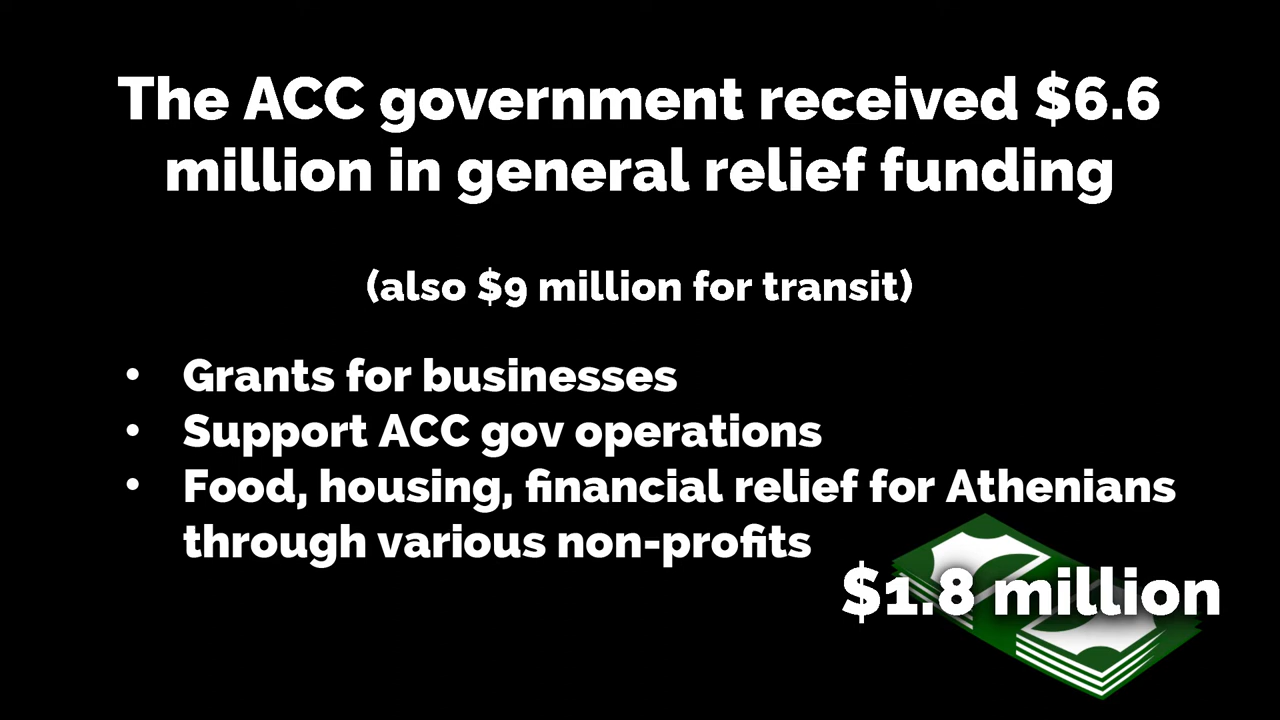 The ACC government received $6.6
million in general relief funding
(also $9 million for transit)
• Grants for businesses
• Support ACC gov operations
• Food, housing, financial relief for Athenians
through various non-profits
$1.8 million